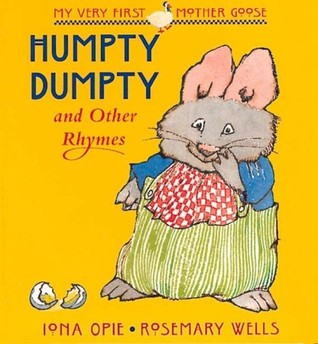 MY VERY FIRST MOTHER GOOSE
HUMPTY
DUMPTY
and Other
Rhymes
IONA OPIE • ROSEMARY WELLS